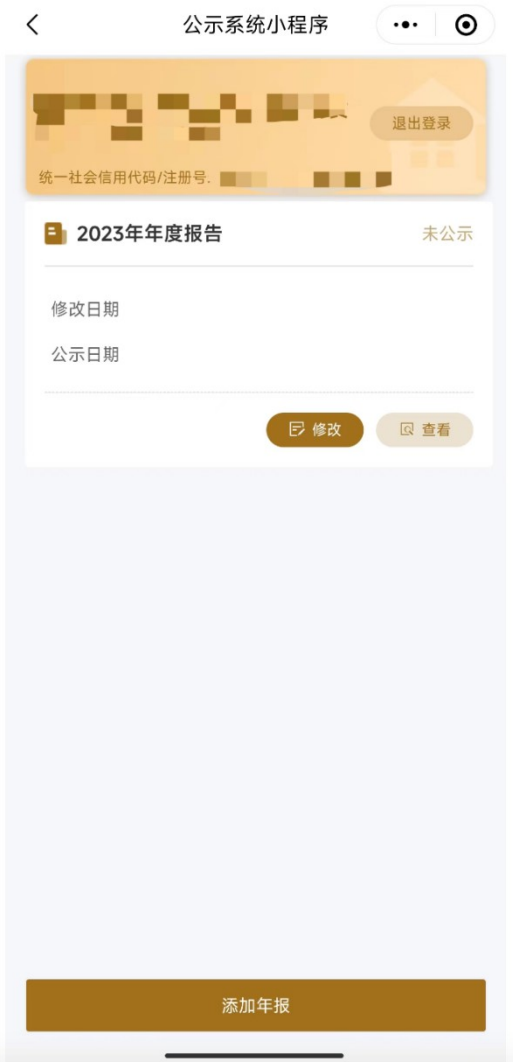 公示系统小程序
退出登录
统一社会信用代码/注册号.
2023年年度报告
未公示
修改日期
公示日期
修改
查看
添加年报